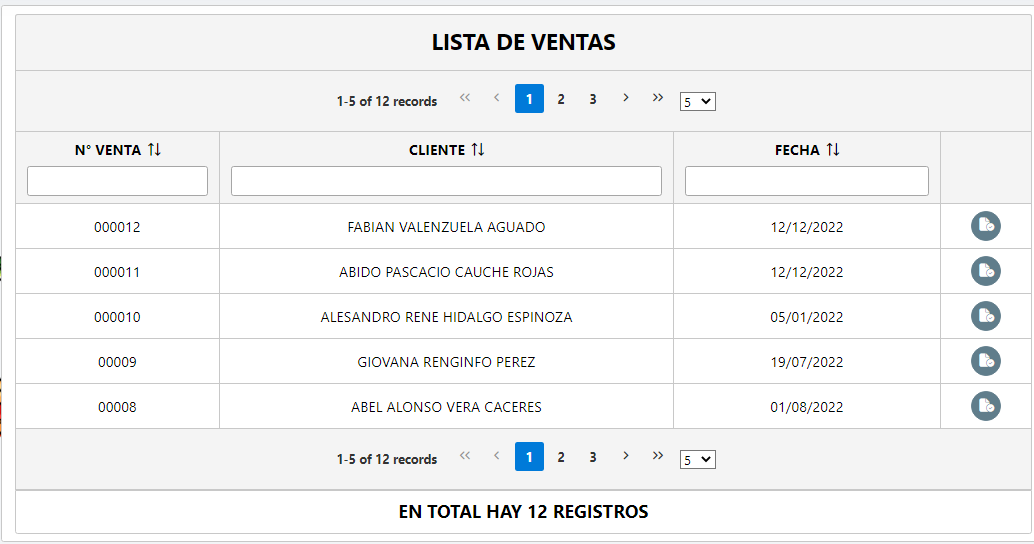 LISTA DE VENTAS
1-5 of 12 records 1 2 3 5
N° VENTA CLIENTE FECHA
000012 FABIAN VALENZUELA AGUADO 12/12/2022
000011 ABIDO PASCACIO CAUCHE ROJAS 12/12/2022
000010 ALESANDRO RENE HIDALGO ESPINOZA 05/01/2022
00009 GIOVANA RENGINFO PEREZ 19/07/2022
00008 ABEL ALONSO VERA CACERES 01/08/2022
1-5 of 12 records 1 2 3 5
EN TOTAL HAY 12 REGISTROS